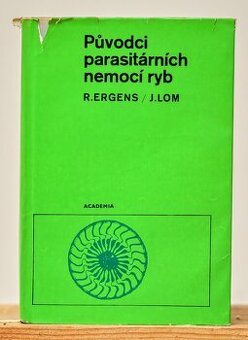 Původci
parasitárních
nemocí ryb
R.ERGENS / J.LOM
ACADEMIA